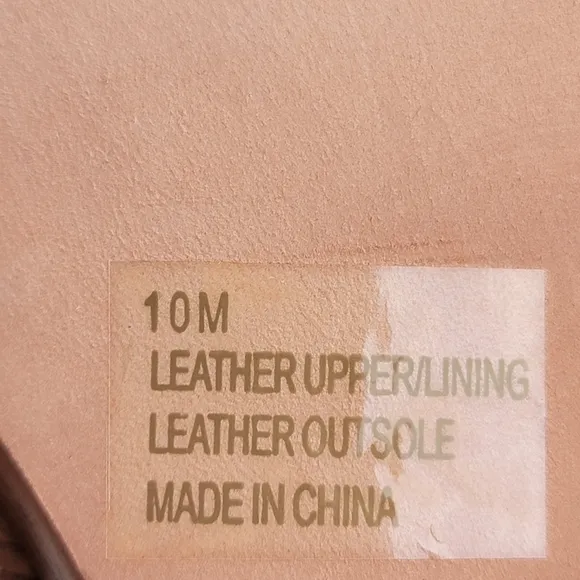 10M
LEATHER UPPER/LINING
LEATHER OUTSOLE
MADE IN CHINA